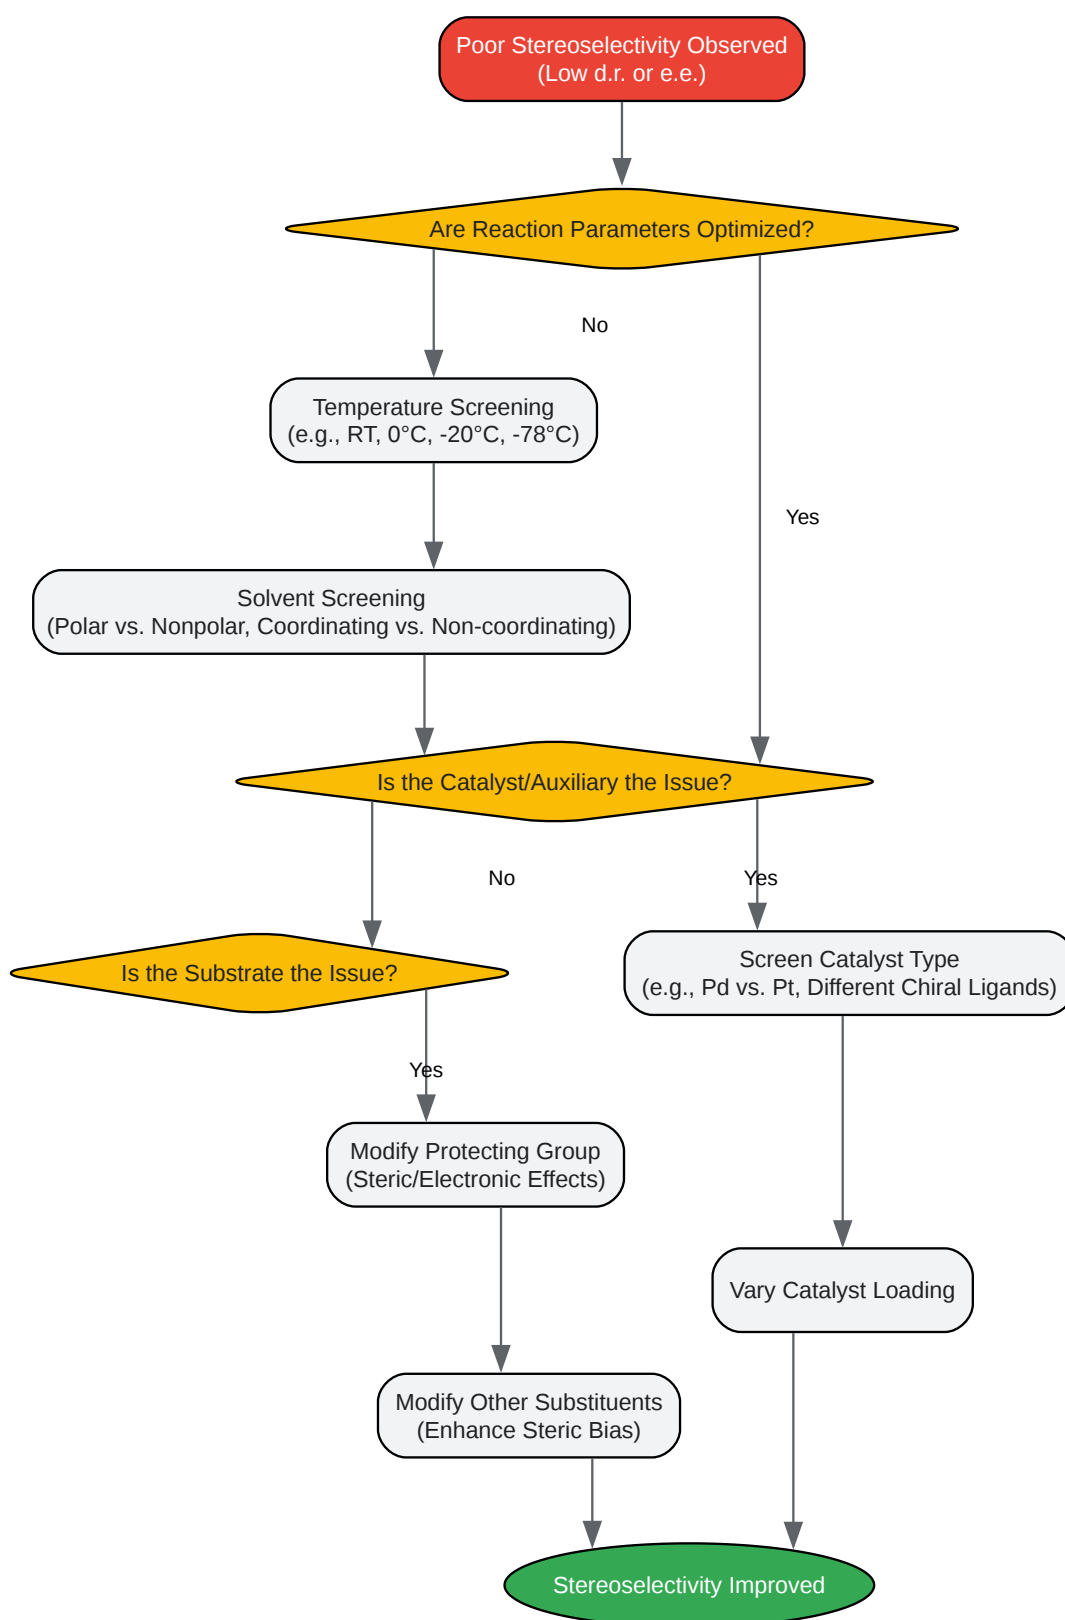 Poor Stereoselectivity Observed
(Low d.r. or e.e.)
Are Reaction Parameters Optimized?
No
Temperature Screening
(e.g., RT, 0°C, -20°C, -78°C)
Yes
Solvent Screening
(Polar vs. Nonpolar, Coordinating vs. Non-coordinating)
Is the Catalyst/Auxiliary the Issue?
No
Yes
Is the Substrate the Issue?
Screen Catalyst Type
(e.g., Pd vs. Pt, Different Chiral Ligands)
Yes
Modify Protecting Group
(Steric/Electronic Effects)
Vary Catalyst Loading
Modify Other Substituents
(Enhance Steric Bias)
Stereoselectivity Improved